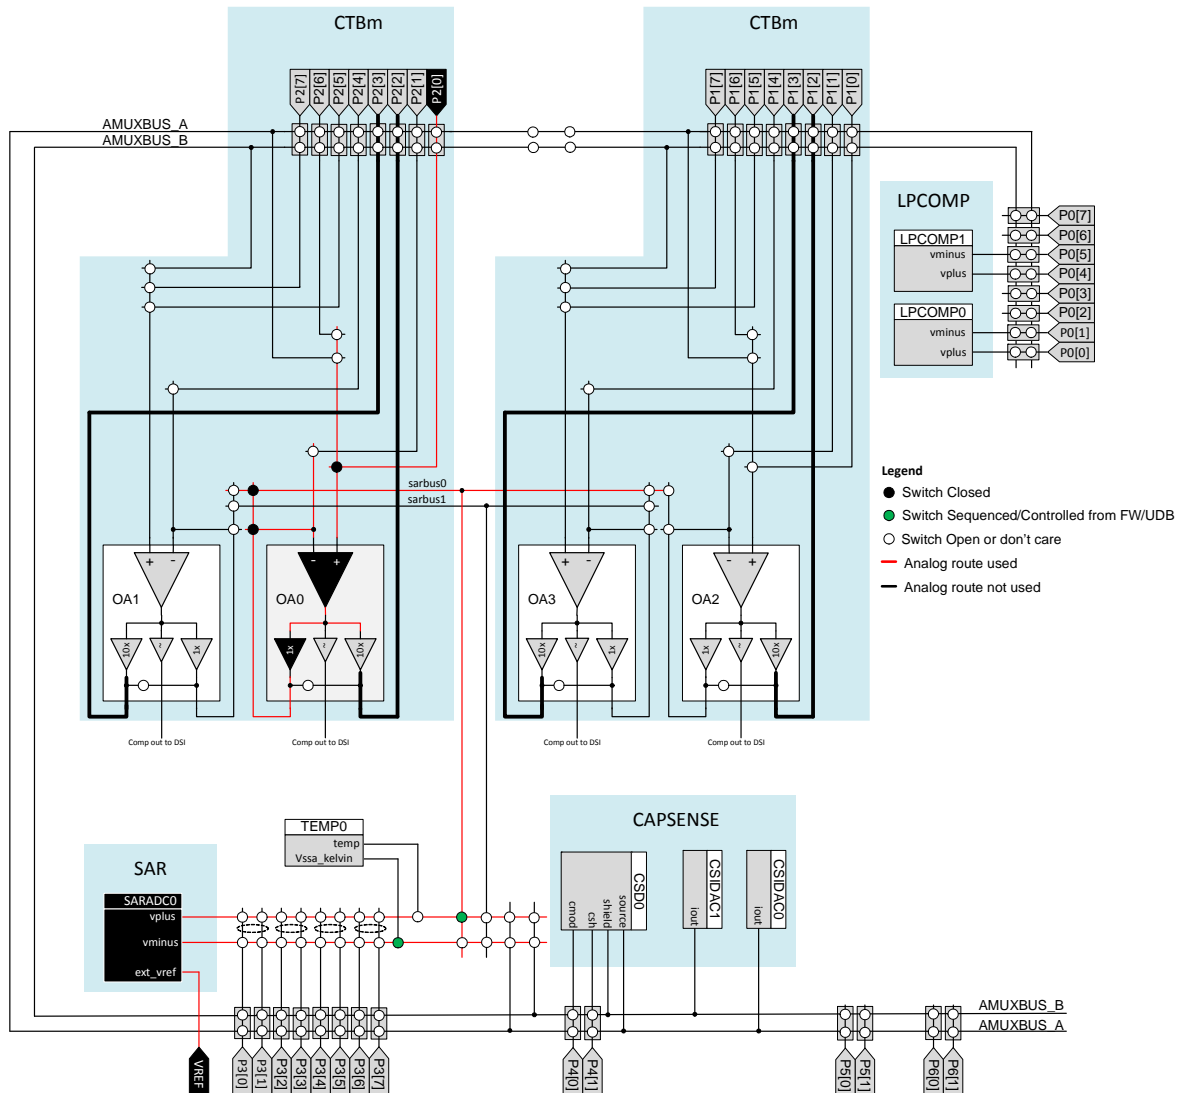 CTBm
CTBm
P2[7]
P2[6]
P2[5]
P2[4]
P2[3]
P2[2]
P2[1]
P2[0]
P1[7]
P1[6]
P1[5]
P1[4]
P1[3]
P1[2]
P1[1]
P1[0]
AMUXBUS_A
AMUXBUS_B
LPCOMP
P0[7]
P0[6]
P0[5]
P0[4]
P0[3]
P0[2]
P0[1]
P0[0]
LPCOMP1
vminus
vplus
LPCOMP0
vminus
vplus
Legend
Switch Closed
Switch Sequenced/Controlled from FW/UDB
Switch Open or don't care
Analog route used
Analog route not used
sarbus0
sarbus1
+ -
OA1
10x
~
1x
- +
OA0
1x
~
10x
+ -
OA3
10x
~
1x
- +
OA2
1x
~
10x
Comp out to DSI
Comp out to DSI
Comp out to DSI
Comp out to DSI
TEMP0
temp
Vssa_kelvin
SAR
SARADC0
vplus
vminus
ext_vref
CAPSENSE
CSD0
cmod
csh
shield
source
CSIDAC1
iout
CSIDAC0
iout
AMUXBUS_B
AMUXBUS_A
VREF
P3[0]
P3[1]
P3[2]
P3[3]
P3[4]
P3[5]
P3[6]
P3[7]
P4[0]
P4[1]
P5[0]
P5[1]
P6[0]
P6[1]